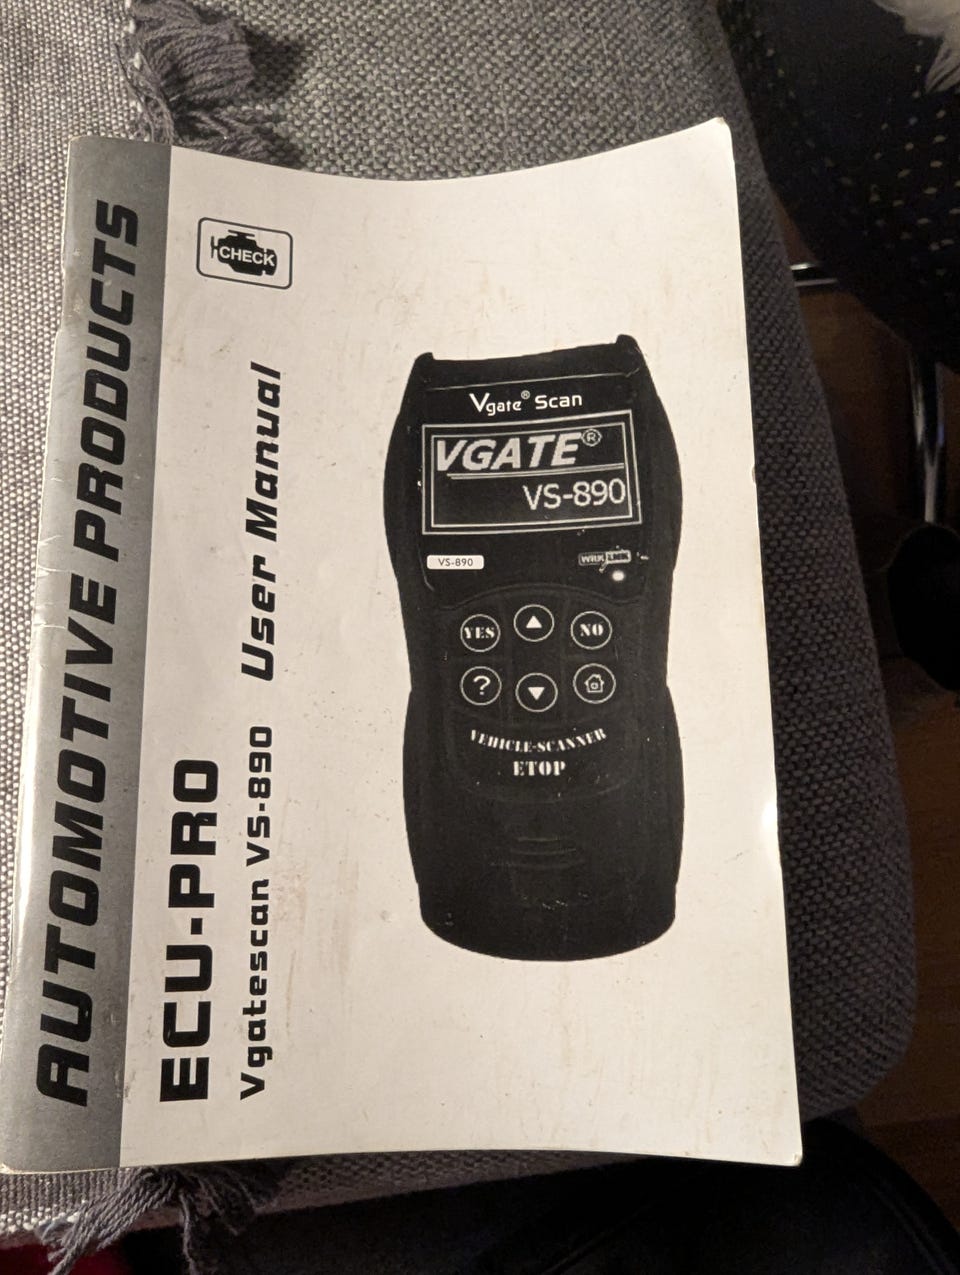 AUTOMOTIVE PRODUCTS
ECU-PRO
Vgatescan VS-890 User Manual
CHECK
Vgate® Scan
VGATE®
VS-890
VS-890
YES
NO
?
VEHICLE-SCANNER
ETOP